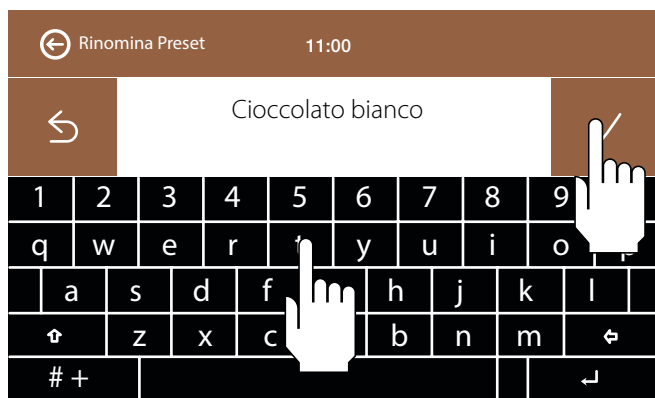 Rinomina Preset 11:00
Cioccolato bianco
1 2 3 4 5 6 7 8 9
q w e r t y u i o p
a s d f h j k l
z x c b n m
# +